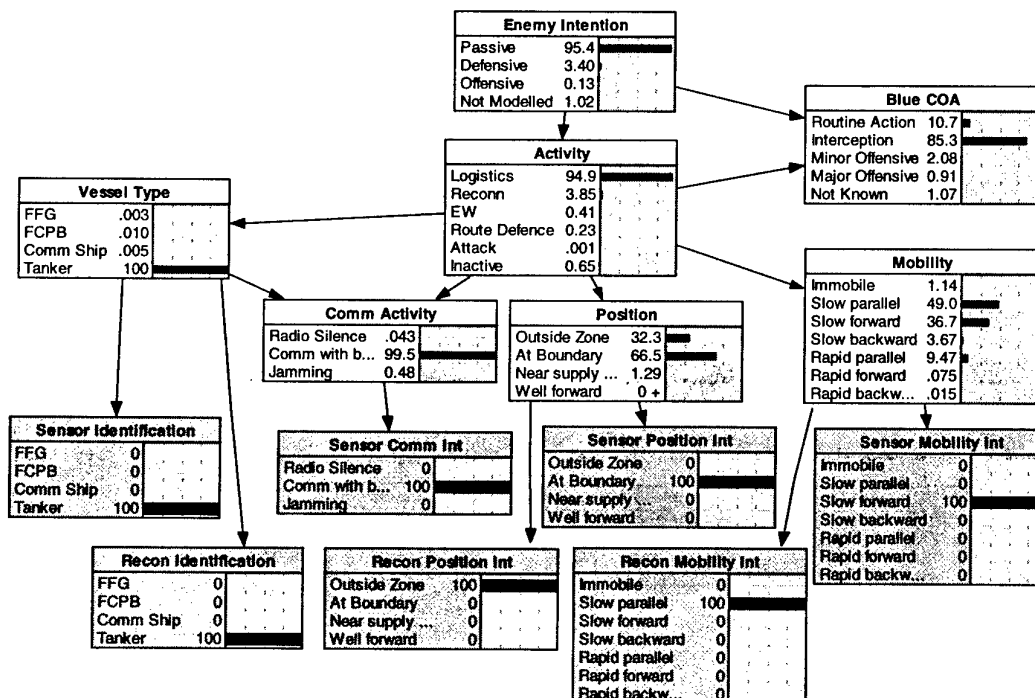 Enemy Intention
Passive 95.4
Defensive 3.40
Offensive 0.13
Not Modelled 1.02
Blue COA
Routine Action 10.7
Interception 85.3
Minor Offensive 2.08
Major Offensive 0.91
Not Known 1.07
Activity
Logistics 94.9
Reconn 3.85
EW 0.41
Route Defence 0.23
Attack .001
Inactive 0.65
Vessel Type
FFG .003
FCPB .010
Comm Ship .005
Tanker 100
Mobility
Immobile 1.14
Slow parallel 49.0
Slow forward 36.7
Slow backward 3.67
Rapid parallel 9.47
Rapid forward .075
Rapid backw... .015
Comm Activity
Radio Silence .043
Comm with b... 99.5
Jamming 0.48
Position
Outside Zone 32.3
At Boundary 66.5
Near supply ... 1.29
Well forward 0 +
Sensor Identification
FFG 0
FCPB 0
Comm Ship 0
Tanker 100
Sensor Comm Int
Radio Silence 0
Comm with b... 100
Jamming 0
Sensor Position Int
Outside Zone 0
At Boundary 100
Near supply ... 0
Well forward 0
Sensor Mobility Int
Immobile 0
Slow parallel 0
Slow forward 100
Slow backward 0
Rapid parallel 0
Rapid forward 0
Rapid backw... 0
Recon Identification
FFG 0
FCPB 0
Comm Ship 0
Tanker 100
Recon Position Int
Outside Zone 100
At Boundary 0
Near supply ... 0
Well forward 0
Recon Mobility Int
Immobile 0
Slow parallel 100
Slow forward 0
Slow backward 0
Rapid parallel 0
Rapid forward 0
Rapid backw... 0